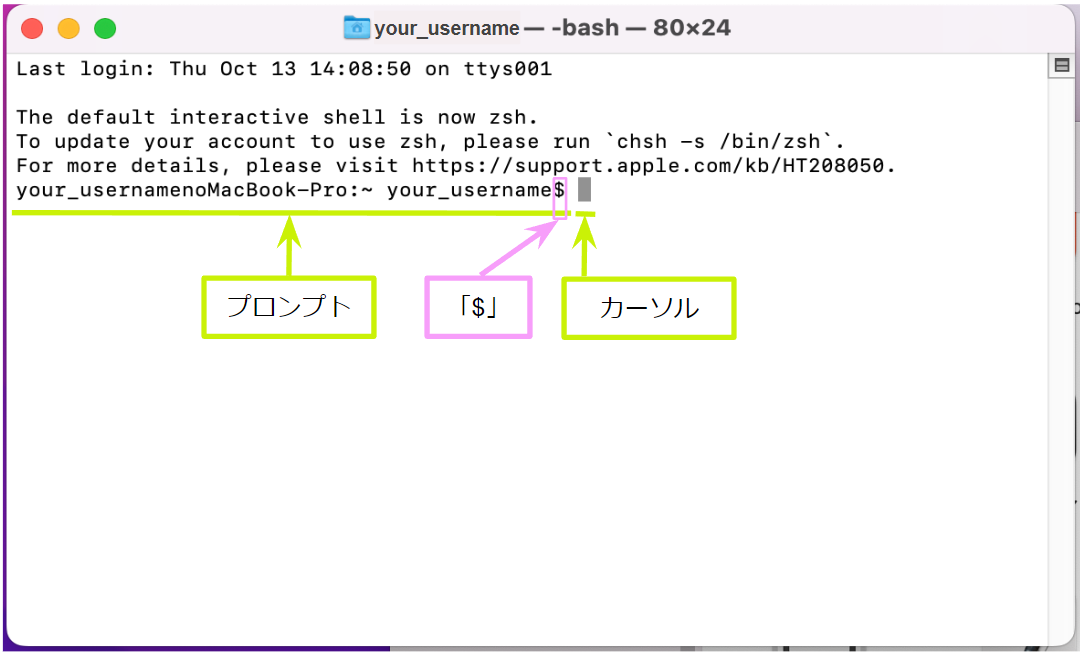 your_username — -bash — 80×24
Last login: Thu Oct 13 14:08:50 on ttys001
The default interactive shell is now zsh.
To update your account to use zsh, please run `chsh -s /bin/zsh`.
For more details, please visit https://support.apple.com/kb/HT208050.
your_usernamenoMacBook-Pro:~ your_username$
プロンプト
「$」
カーソル